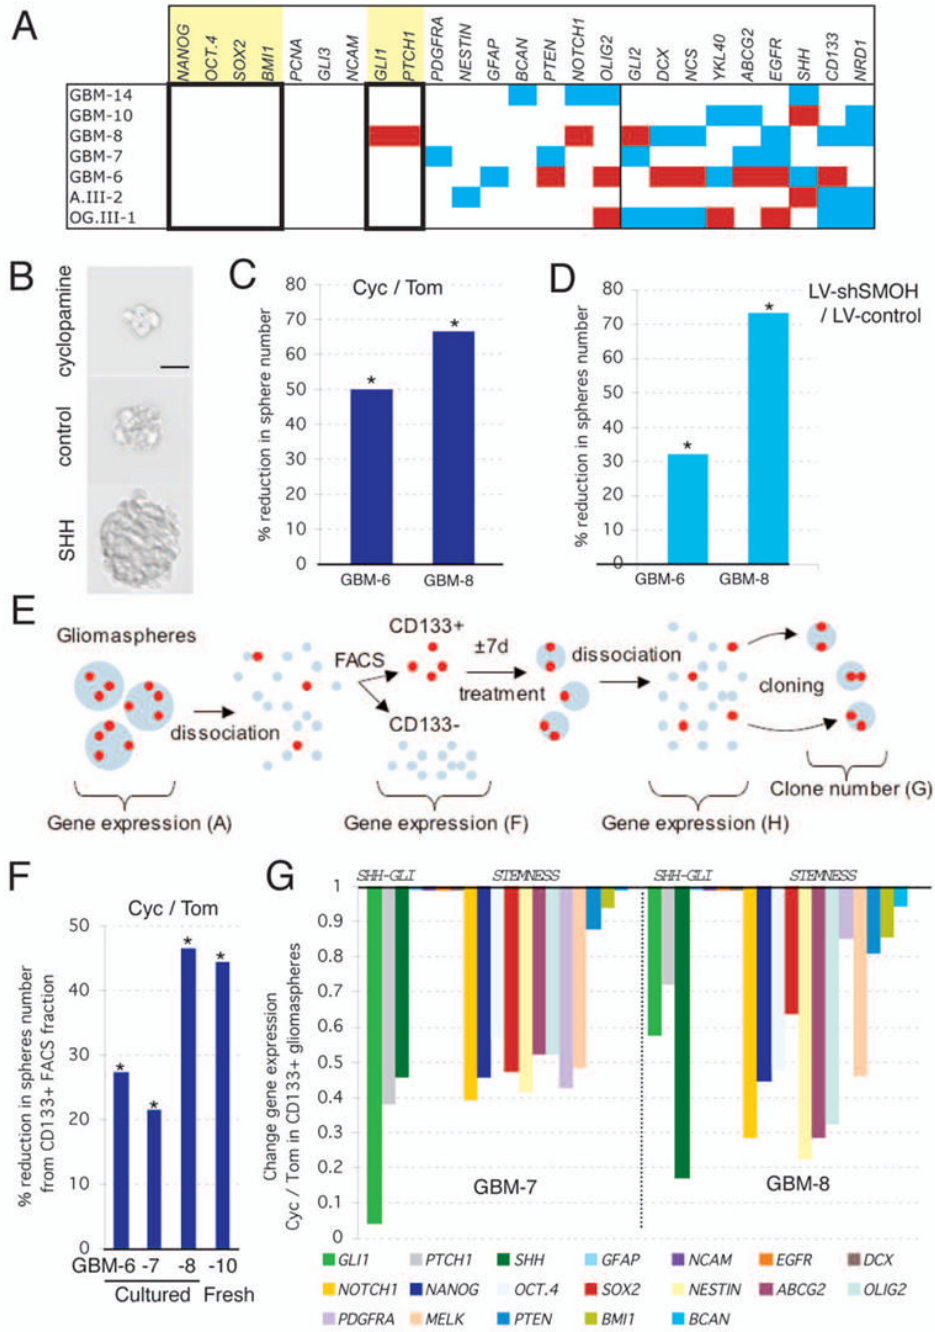 A
NANOG OCT.4 SOX2 BMI1 PCNA GLI3 NCAM GLI1 PTCH1 PDGFRA NESTIN GFAP BCAN PTEN NOTCH1 OLIG2 GLI2 DCX NCS YKL40 ABCG2 EGFR SHH CD133 NRD1
GBM-14
GBM-10
GBM-8
GBM-7
GBM-6
A.III-2
OG.III-1
B
cyclopamine
control
SHH
C
Cyc / Tom
% reduction in sphere number
80
70
60
50
40
30
20
10
0
* *
GBM-6 GBM-8
D
LV-shSMOH
/ LV-control
% reduction in spheres number
80
70
60
50
40
30
20
10
0
* *
GBM-6 GBM-8
E
Gliomaspheres
dissociation
FACS
CD133+
CD133-
±7d
treatment
dissociation
cloning
Clone number (G)
Gene expression (A)
Gene expression (F)
Gene expression (H)
F
Cyc / Tom
% reduction in spheres number
from CD133+ FACS fraction
50
40
30
20
10
0
* * * *
GBM-6 -7 -8 -10
Cultured Fresh
G
SHH-GLI STEMNESS SHH-GLI STEMNESS
Change gene expression
Cyc / Tom in CD133+ gliomaspheres
1
0.9
0.8
0.7
0.6
0.5
0.4
0.3
0.2
0.1
0
GBM-7 GBM-8
GLI1 PTCH1 SHH GFAP NCAM EGFR DCX
NOTCH1 NANOG OCT.4 SOX2 NESTIN ABCG2 OLIG2
PDGFRA MELK PTEN BMI1 BCAN